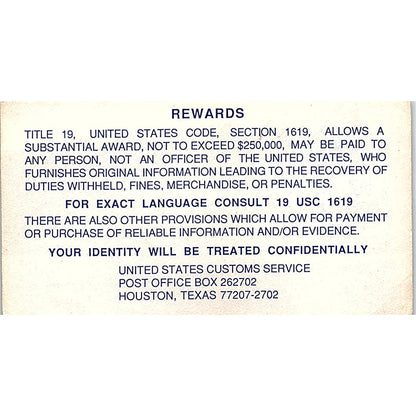 REWARDS
TITLE 19, UNITED STATES CODE, SECTION 1619, ALLOWS A
SUBSTANTIAL AWARD, NOT TO EXCEED $250,000, MAY BE PAID TO
ANY PERSON, NOT AN OFFICER OF THE UNITED STATES, WHO
FURNISHES ORIGINAL INFORMATION LEADING TO THE RECOVERY OF
DUTIES WITHHELD, FINES, MERCHANDISE, OR PENALTIES.
FOR EXACT LANGUAGE CONSULT 19 USC 1619
THERE ARE ALSO OTHER PROVISIONS WHICH ALLOW FOR PAYMENT
OR PURCHASE OF RELIABLE INFORMATION AND/OR EVIDENCE.
YOUR IDENTITY WILL BE TREATED CONFIDENTIALLY
UNITED STATES CUSTOMS SERVICE
POST OFFICE BOX 262702
HOUSTON, TEXAS 77207-2702